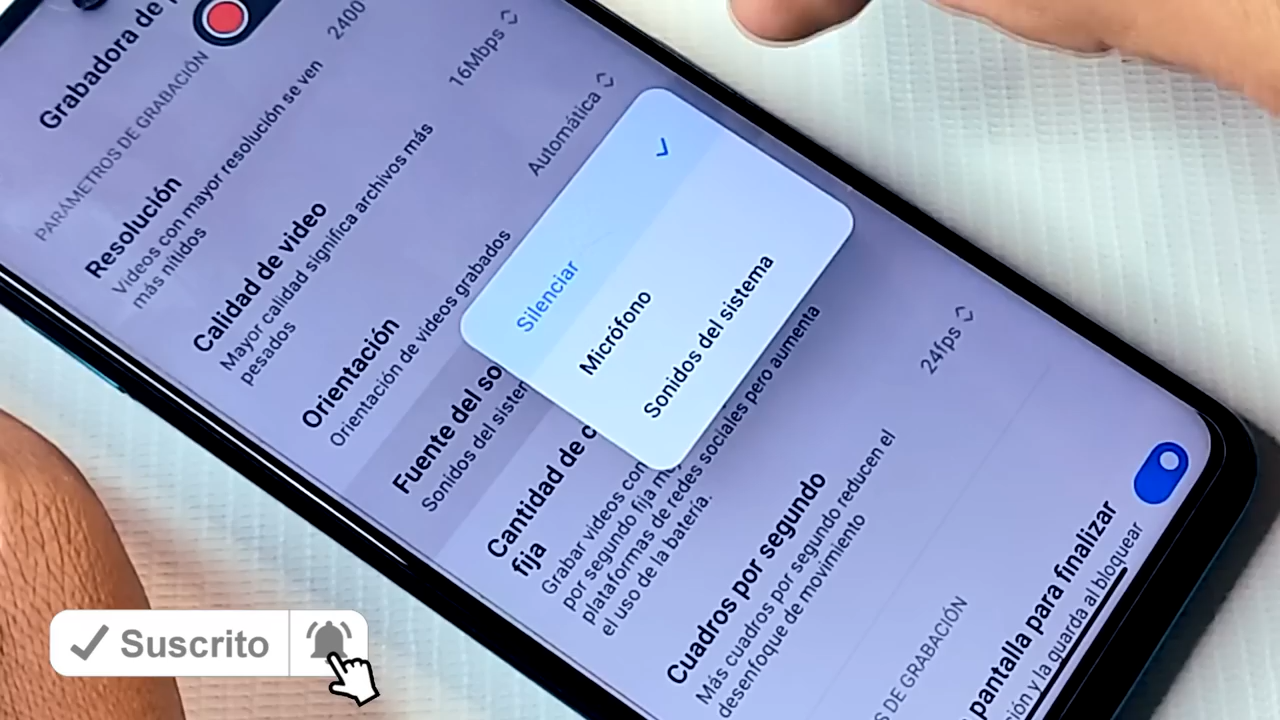 Grabadora de
PARÁMETROS DE GRABACIÓN
Resolución
Videos con mayor resolución se ven
más nítidos
2400
Calidad de video
Mayor calidad significa archivos más
pesados
16Mbps
Orientación
Orientación de videos grabados
Automática
Fuente del so
Sonidos del sistem
Silenciar
Micrófono
Sonidos del sistema
Cantidad de c
fija
Grabar videos con
por segundo fija
plataformas de redes sociales pero aumenta
el uso de la batería.
Cuadros por segundo
Más cuadros por segundo reducen el
desenfoque de movimiento
24fps
S DE GRABACIÓN
pantalla para finalizar
ción y la guarda al bloquear
Suscrito